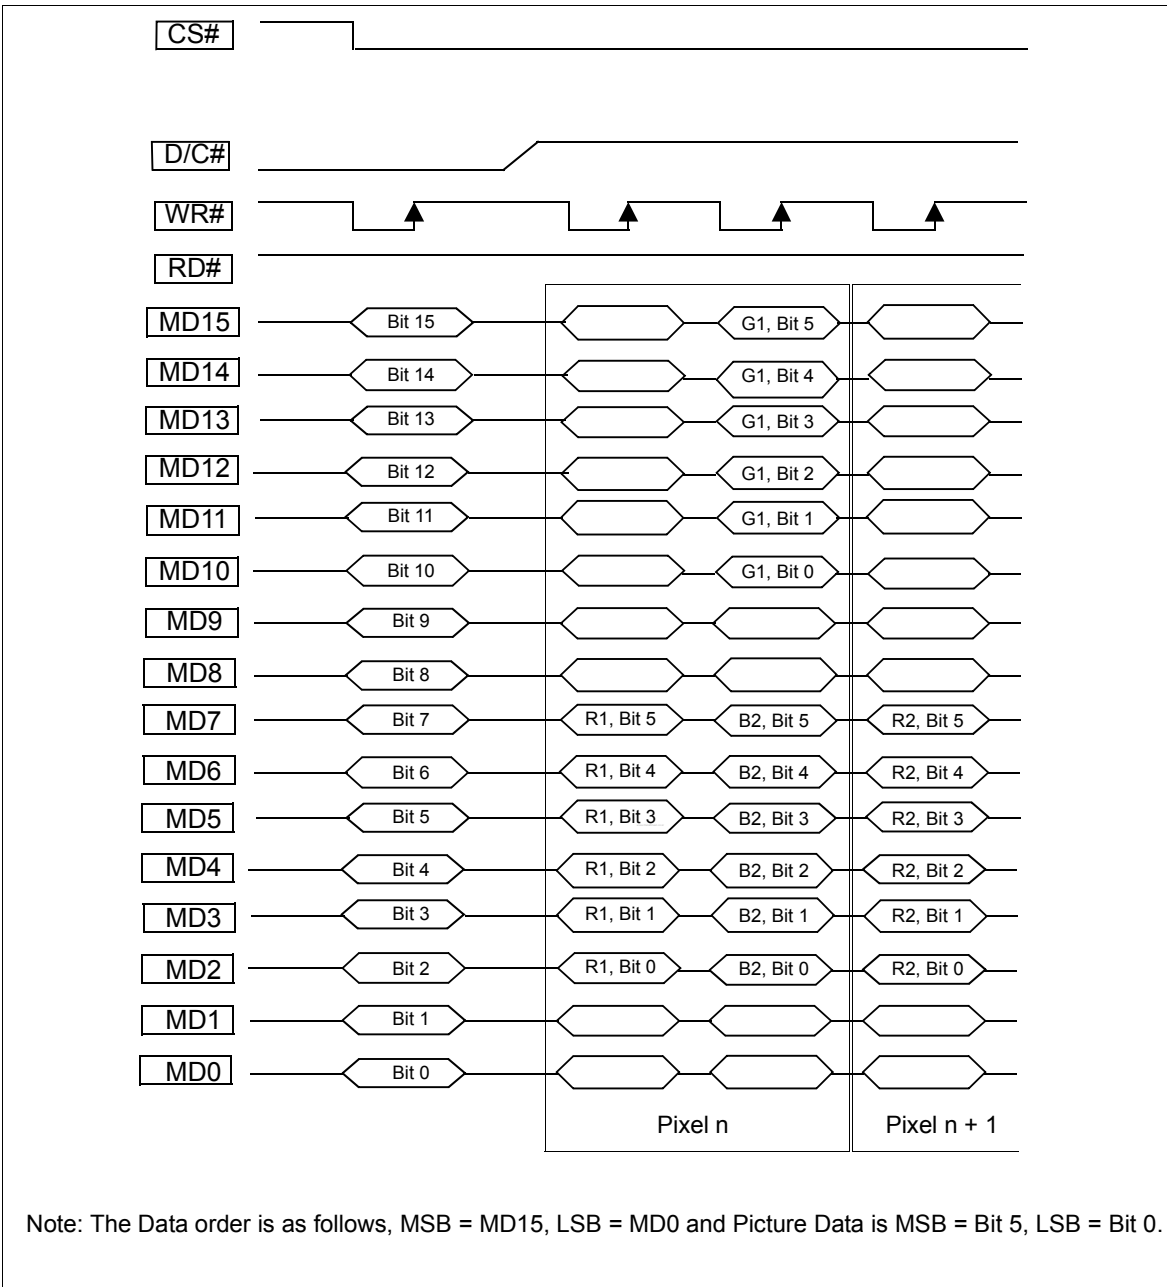 CS#
D/C#
WR#
RD#
MD15 Bit 15 G1, Bit 5
MD14 Bit 14 G1, Bit 4
MD13 Bit 13 G1, Bit 3
MD12 Bit 12 G1, Bit 2
MD11 Bit 11 G1, Bit 1
MD10 Bit 10 G1, Bit 0
MD9 Bit 9
MD8 Bit 8
MD7 Bit 7 R1, Bit 5 B2, Bit 5 R2, Bit 5
MD6 Bit 6 R1, Bit 4 B2, Bit 4 R2, Bit 4
MD5 Bit 5 R1, Bit 3 B2, Bit 3 R2, Bit 3
MD4 Bit 4 R1, Bit 2 B2, Bit 2 R2, Bit 2
MD3 Bit 3 R1, Bit 1 B2, Bit 1 R2, Bit 1
MD2 Bit 2 R1, Bit 0 B2, Bit 0 R2, Bit 0
MD1 Bit 1
MD0 Bit 0
Pixel n Pixel n + 1
Note: The Data order is as follows, MSB = MD15, LSB = MD0 and Picture Data is MSB = Bit 5, LSB = Bit 0.